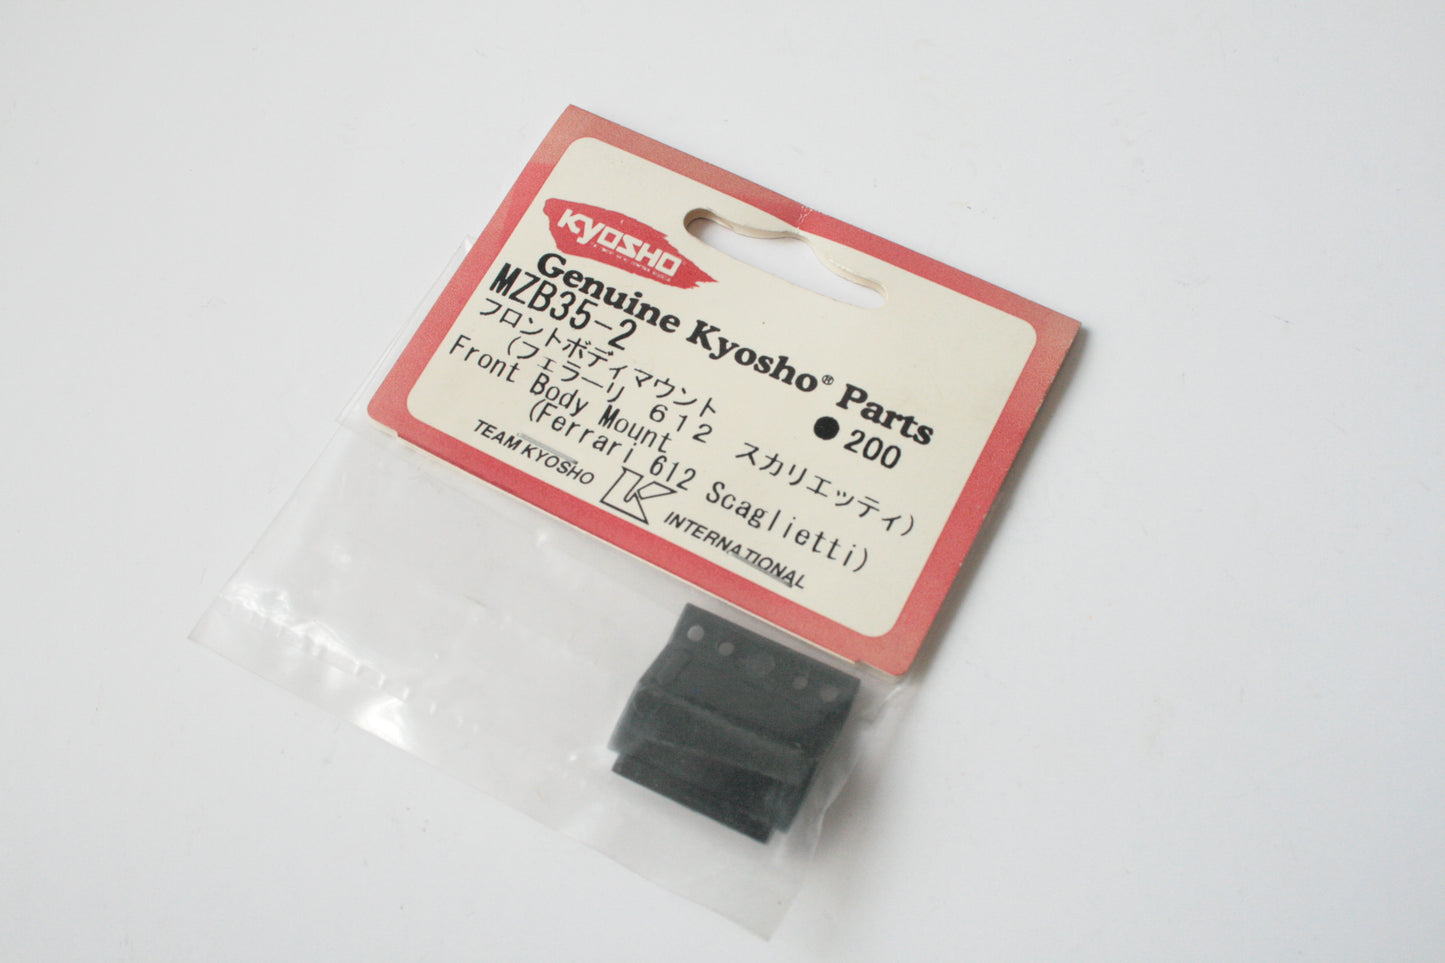 KYOSHO
Genuine Kyosho® Parts
MZB35-2
●200
フロントボディマウント
(フェラーリ 612 スカリエッティ)
Front Body Mount
(Ferrari 612 Scaglietti)
TEAM KYOSHO K INTERNATIONAL